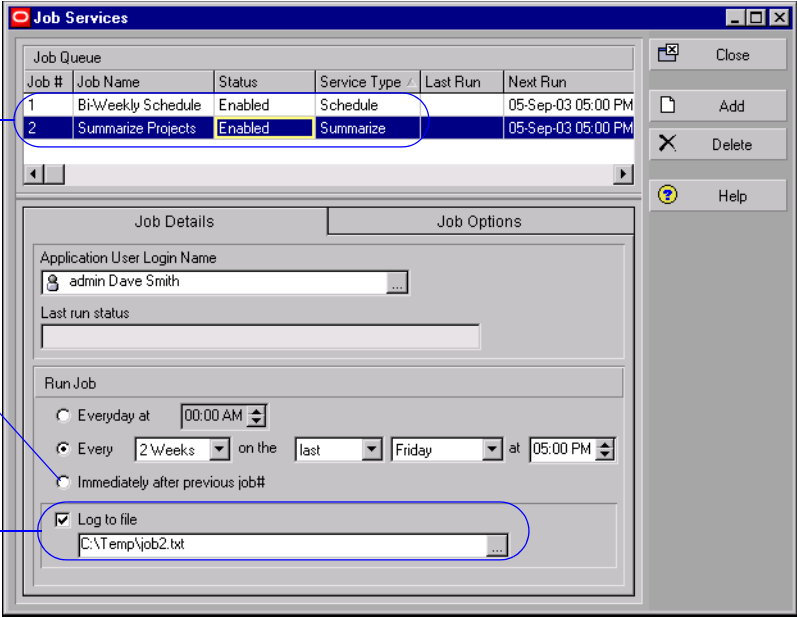 Job Services
Job Queue
Job # Job Name Status Service Type Last Run Next Run
1 Bi-Weekly Schedule Enabled Schedule 05-Sep-03 05:00 PM
2 Summarize Projects Enabled Summarize 05-Sep-03 05:00 PM
Close
Add
Delete
Help
Job Details Job Options
Application User Login Name
admin Dave Smith ...
Last run status
Run Job
Everyday at 00:00 AM
Every 2 Weeks on the last Friday at 05:00 PM
Immediately after previous job#
Log to file
C:\Temp\job2.txt ...